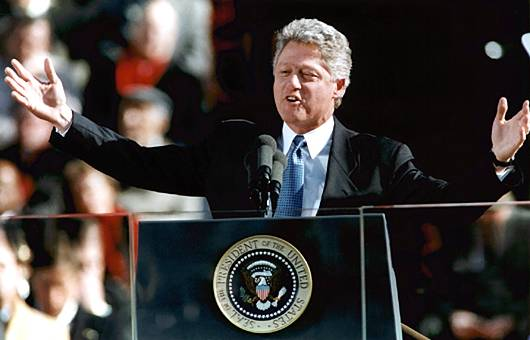 SEAL OF THE PRESIDENT OF THE UNITED STATES